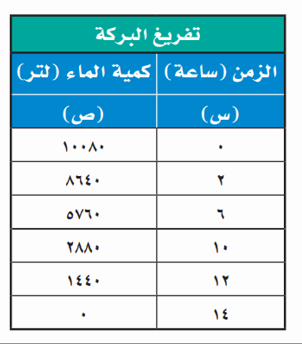 تفريغ البركة
الزمن (ساعة) كمية الماء (لتر)
(س) (ص)
٠ ١٠٠٨٠
٢ ٨٦٤٠
٦ ٥٧٦٠
١٠ ٢٨٨٠
١٢ ١٤٤٠
١٤ ٠